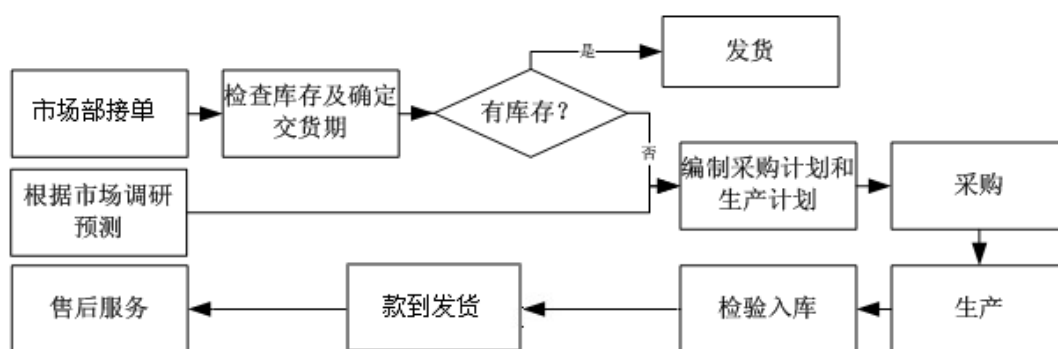 市场部接单
检查库存及确定
交货期
有库存?
是
发货
否
根据市场调研
预测
编制采购计划和
生产计划
采购
售后服务
款到发货
检验入库
生产